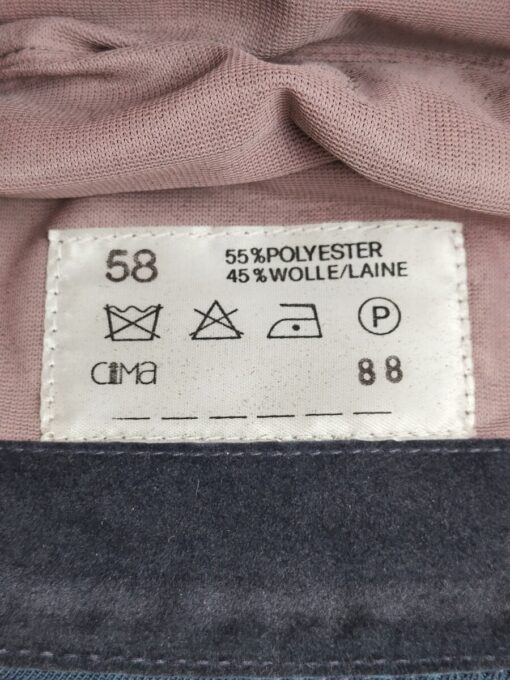 58
55%POLYESTER
45%WOLLE/LAINE
P
CIMA
88